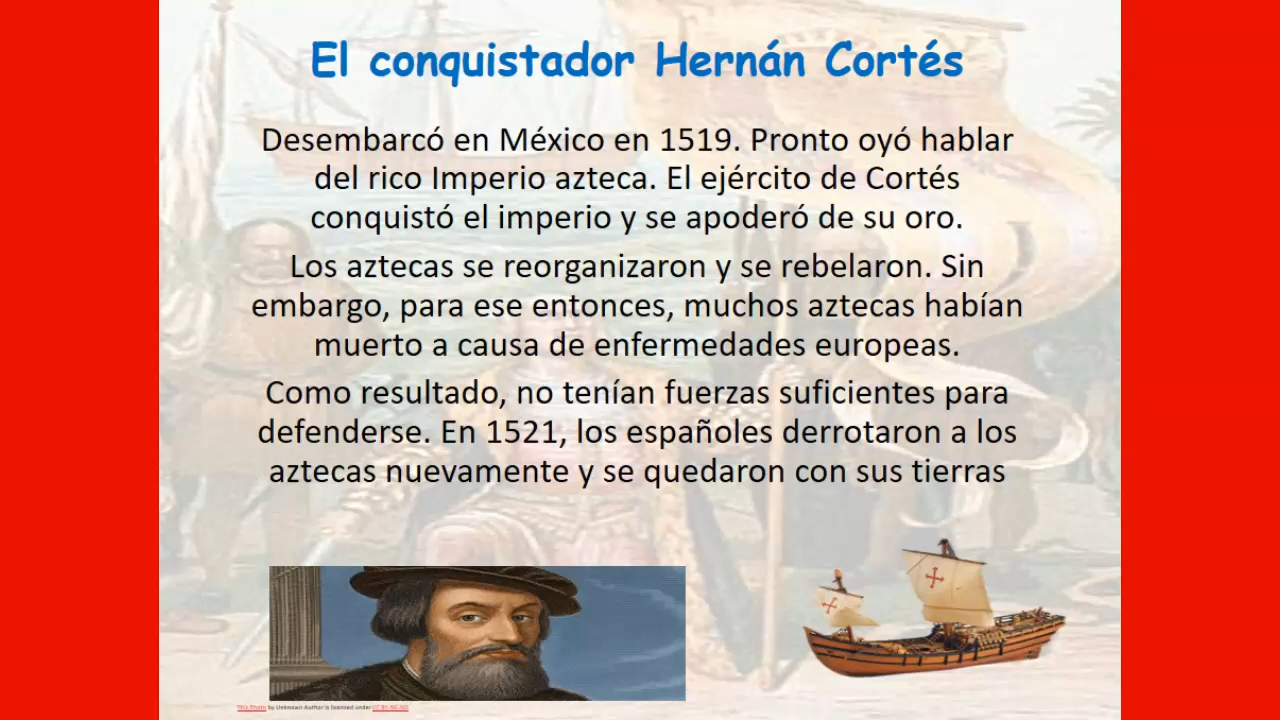 El conquistador Hernán Cortés
Desembarcó en México en 1519. Pronto oyó hablar
del rico Imperio azteca. El ejército de Cortés
conquistó el imperio y se apoderó de su oro.
Los aztecas se reorganizaron y se rebelaron. Sin
embargo, para ese entonces, muchos aztecas habían
muerto a causa de enfermedades europeas.
Como resultado, no tenían fuerzas suficientes para
defenderse. En 1521, los españoles derrotaron a los
aztecas nuevamente y se quedaron con sus tierras
This Photo by Unknown Author is licensed under CC BY-NC-ND